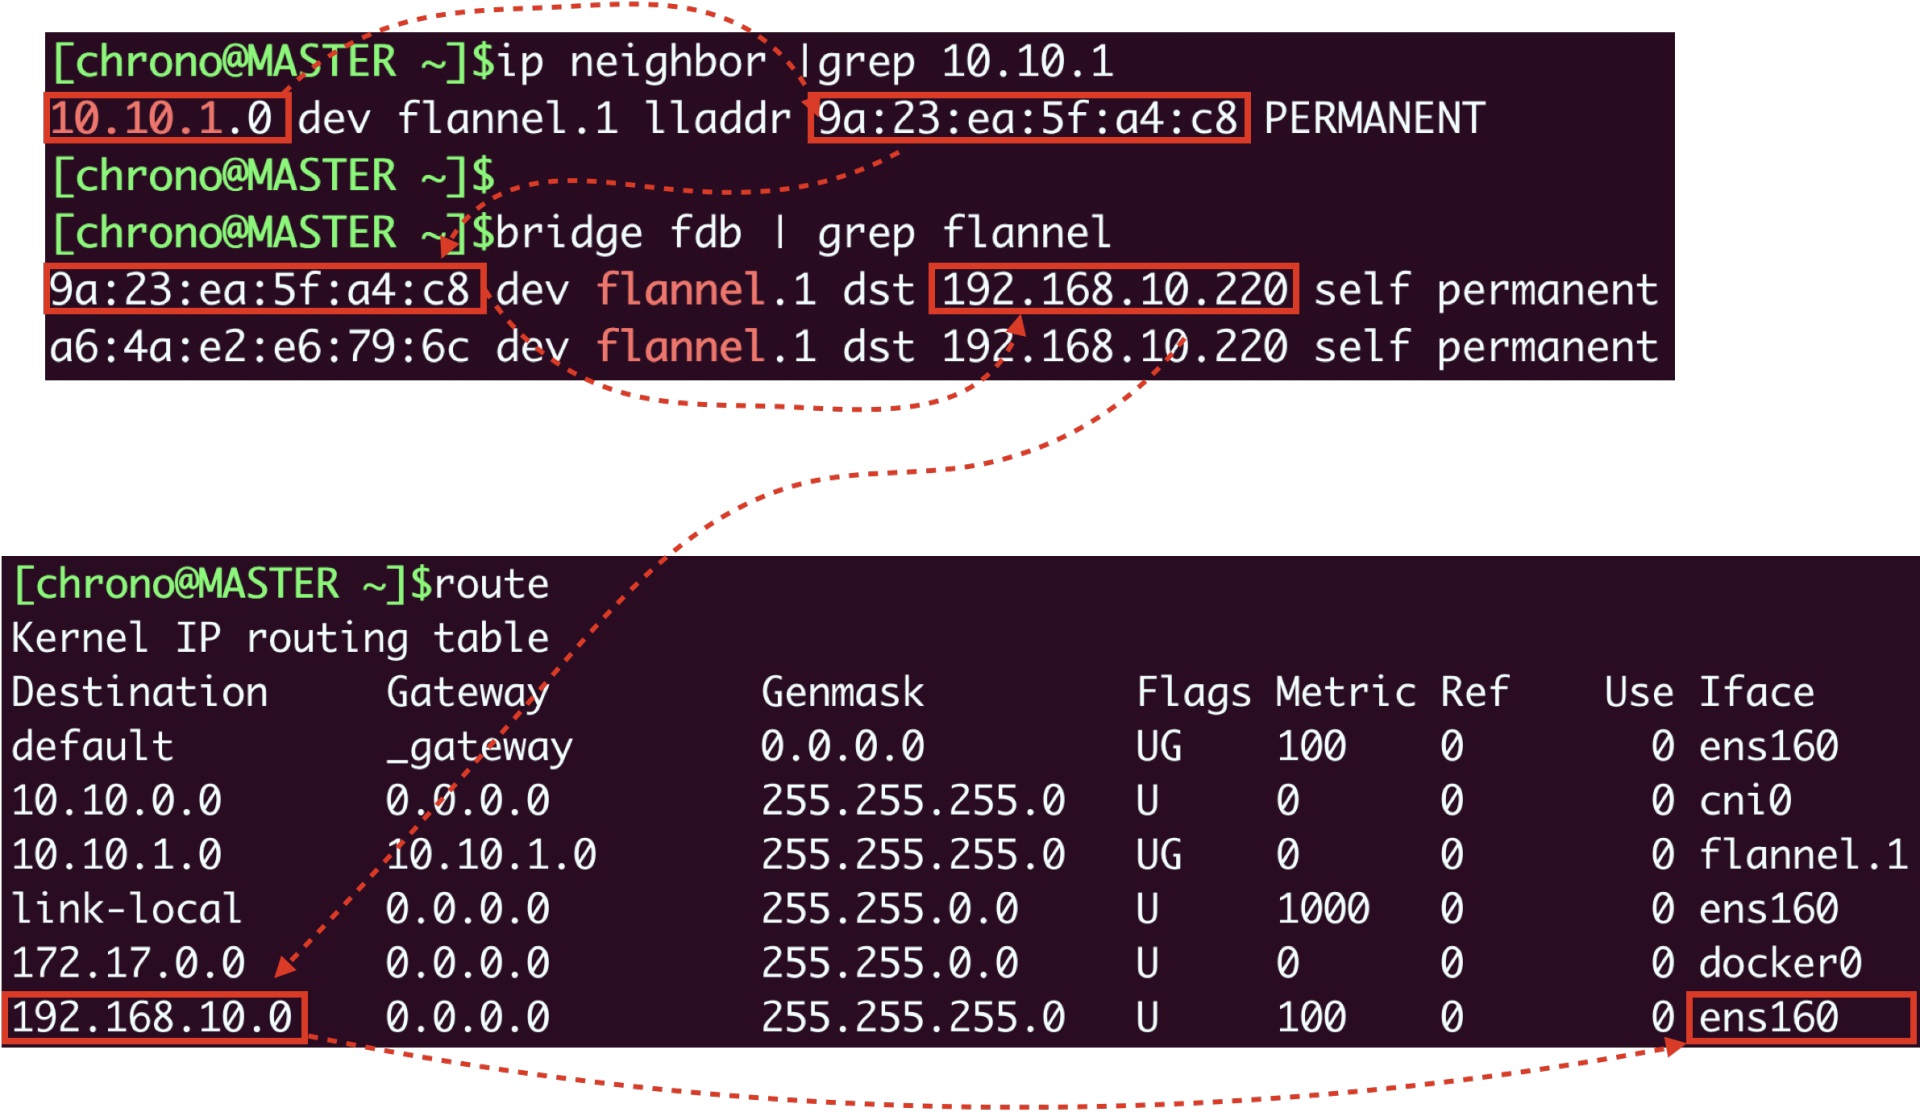 [chrono@MASTER ~]$ip neighbor |grep 10.10.1
10.10.1.0 dev flannel.1 lladdr 9a:23:ea:5f:a4:c8 PERMANENT
[chrono@MASTER ~]$
[chrono@MASTER ~]$bridge fdb | grep flannel
9a:23:ea:5f:a4:c8 dev flannel.1 dst 192.168.10.220 self permanent
a6:4a:e2:e6:79:6c dev flannel.1 dst 192.168.10.220 self permanent
[chrono@MASTER ~]$route
Kernel IP routing table
Destination Gateway Genmask Flags Metric Ref Use Iface
default _gateway 0.0.0.0 UG 100 0 0 ens160
10.10.0.0 0.0.0.0 255.255.255.0 U 0 0 0 cni0
10.10.1.0 10.10.1.0 255.255.255.0 UG 0 0 0 flannel.1
link-local 0.0.0.0 255.255.0.0 U 1000 0 0 ens160
172.17.0.0 0.0.0.0 255.255.0.0 U 0 0 0 docker0
192.168.10.0 0.0.0.0 255.255.255.0 U 100 0 0 ens160